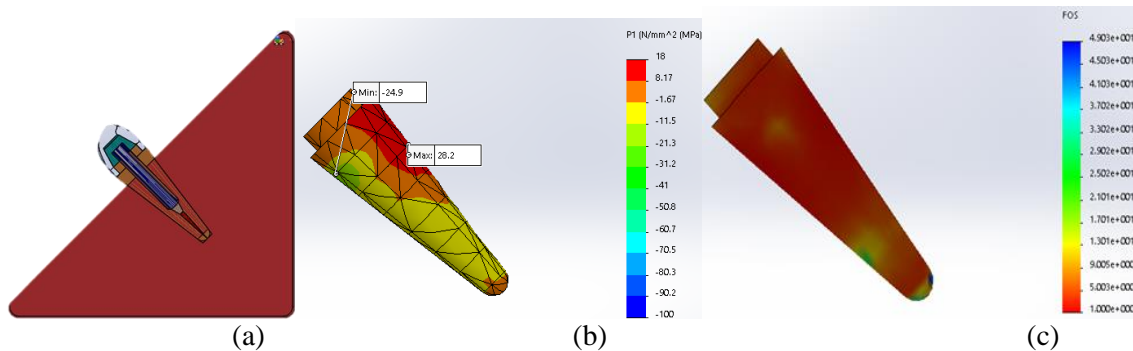 P1 (N/mm^2 (MPa)
18
8.17
-1.67
-11.5
-21.3
-31.2
-41
-50.8
-60.7
-70.5
-80.3
-90.2
-100
Min: -24.9
Max: 28.2
FOS
4.903e+001
4.503e+001
4.102e+001
3.702e+001
3.302e+001
2.902e+001
2.502e+001
2.101e+001
1.701e+001
1.301e+001
9.005e+000
5.003e+000
1.000e+000
(a)
(b)
(c)